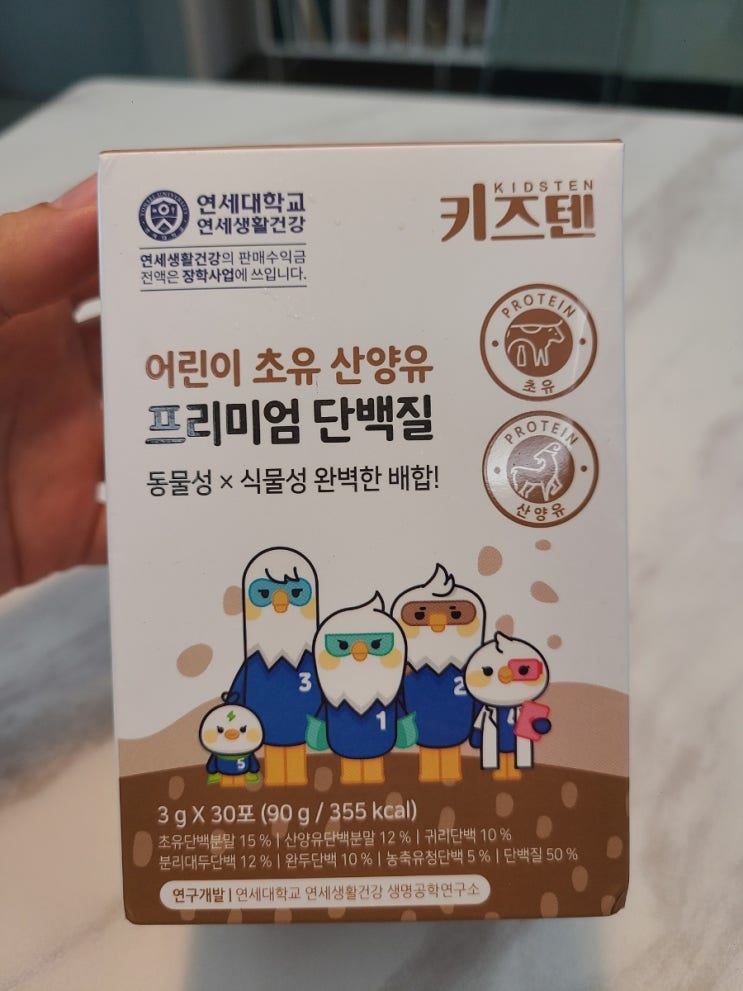 연세대학교
연세생활건강
연세생활건강의 판매수익금
전액은 장학사업에 쓰입니다.
KIDSTEN
키즈텐
PROTEIN
초유
어린이 초유 산양유
프리미엄 단백질
동물성 × 식물성 완벽한 배합!
PROTEIN
산양유
3
1
2
4
5
3 g X 30포 (90 g / 355 kcal)
초유단백분말 15 % | 산양유단백분말 12 % | 귀리단백 10 %
분리대두단백 12 % | 완두단백 10 % | 농축유청단백 5 % | 단백질 50 %
연구개발 | 연세대학교 연세생활건강 생명공학연구소